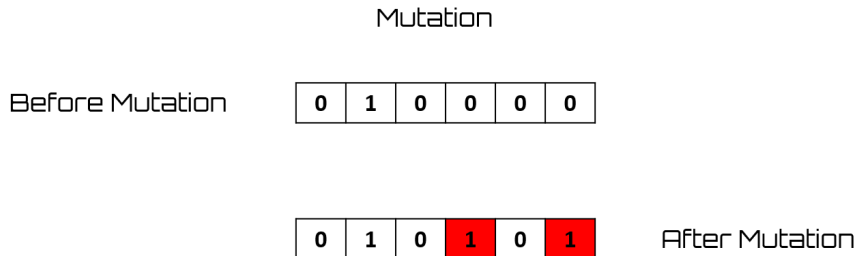 Mutation
Before Mutation
0 1 0 0 0 0
0 1 0 1 0 1
After Mutation